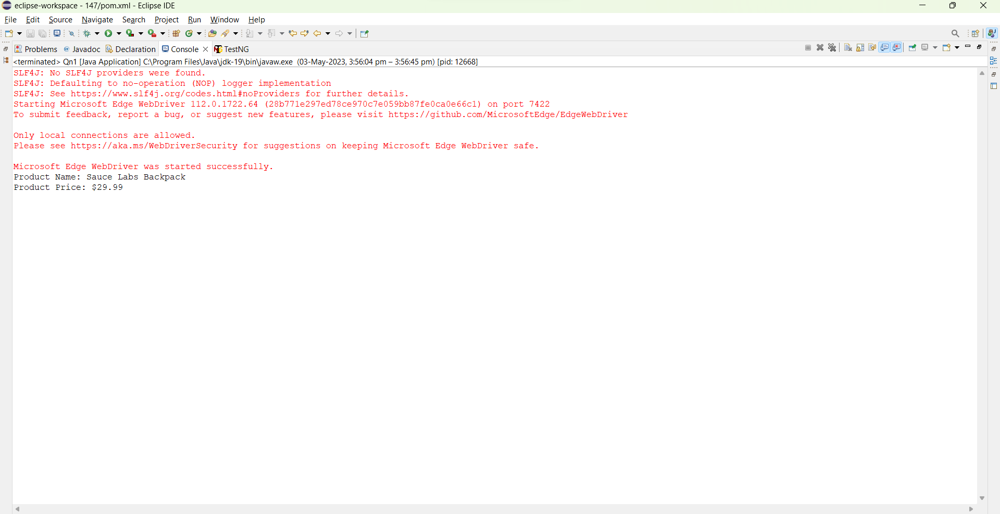 eclipse-workspace - 147/pom.xml - Eclipse IDE
File Edit Source Navigate Search Project Run Window Help
Problems @ Javadoc Declaration Console TestNG
<terminated> Qn1 [Java Application] C:\Program Files\Java\jdk-19\bin\javaw.exe (03-May-2023, 3:56:04 pm – 3:56:45 pm) [pid: 12668]
SLF4J: No SLF4J providers were found.
SLF4J: Defaulting to no-operation (NOP) logger implementation
SLF4J: See https://www.slf4j.org/codes.html#noProviders for further details.
Starting Microsoft Edge WebDriver 112.0.1722.64 (28b771e297ed78ce970c7e059bb87fe0ca0e66c1) on port 7422
To submit feedback, report a bug, or suggest new features, please visit https://github.com/MicrosoftEdge/EdgeWebDriver
Only local connections are allowed.
Please see https://aka.ms/WebDriverSecurity for suggestions on keeping Microsoft Edge WebDriver safe.
Microsoft Edge WebDriver was started successfully.
Product Name: Sauce Labs Backpack
Product Price: $29.99